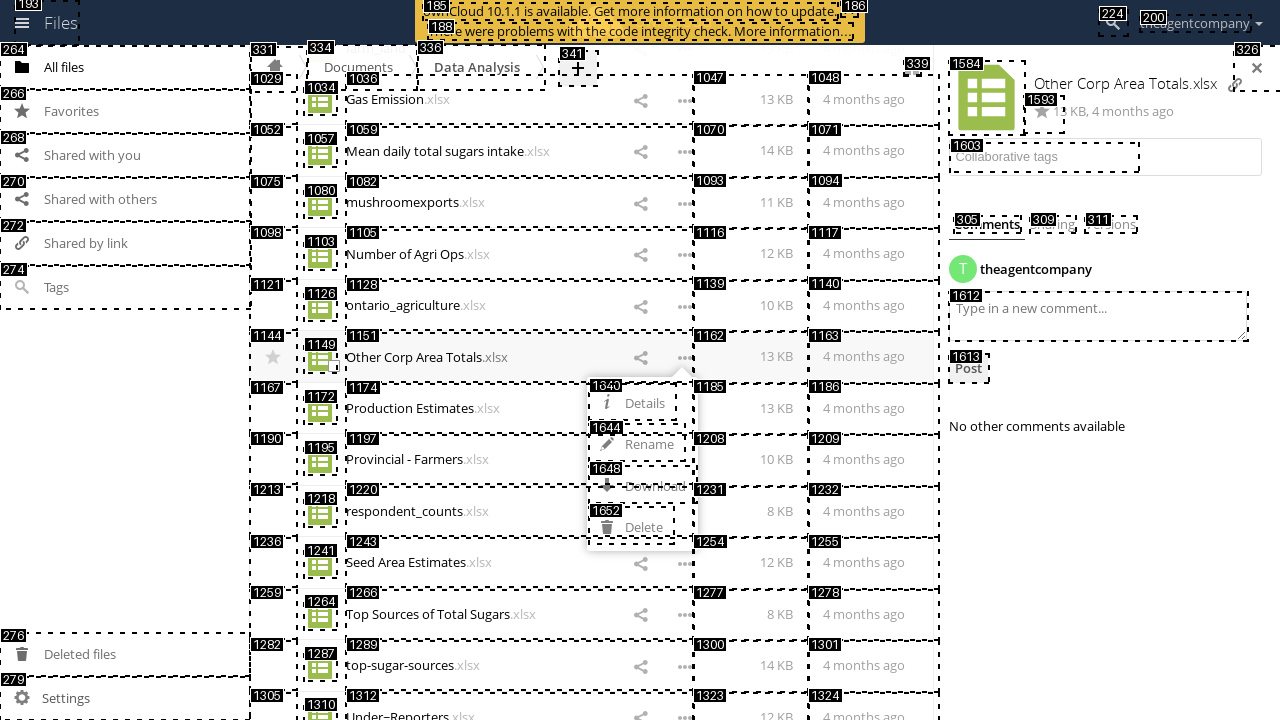 193
185
186
Cloud 10.1.1 is available. Get more information on how to update.
188
re were problems with the code integrity check. More information...
Files
224
200
theagentcompany
264
All files
266
Favorites
268
Shared with you
270
Shared with others
272
Shared by link
274
Tags
276
Deleted files
279
Settings
331
334
Documents
336
Data Analysis
341
+
339
326
1029
1034
1036
Gas Emission.xlsx
1047
13 KB
1048
4 months ago
1052
1057
1059
Mean daily total sugars intake.xlsx
1070
14 KB
1071
4 months ago
1075
1080
1082
mushroomexports.xlsx
1093
11 KB
1094
4 months ago
1098
1103
1105
Number of Agri Ops.xlsx
1116
12 KB
1117
4 months ago
1121
1126
1128
ontario_agriculture.xlsx
1139
10 KB
1140
4 months ago
1144
1149
1151
Other Corp Area Totals.xlsx
1162
13 KB
1163
4 months ago
1167
1172
1174
Production Estimates.xlsx
1185
13 KB
1186
4 months ago
1190
1195
1197
Provincial - Farmers.xlsx
1208
10 KB
1209
4 months ago
1213
1218
1220
respondent_counts.xlsx
1231
8 KB
1232
4 months ago
1236
1241
1243
Seed Area Estimates.xlsx
1254
12 KB
1255
4 months ago
1259
1264
1266
Top Sources of Total Sugars.xlsx
1277
8 KB
1278
4 months ago
1282
1287
1289
top-sugar-sources.xlsx
1300
14 KB
1301
4 months ago
1305
1310
1312
Under–Reporters.xlsx
1323
12 KB
1324
4 months ago
1640
Details
1644
Rename
1648
Download
1652
Delete
1584
Other Corp Area Totals.xlsx
1593
13 KB, 4 months ago
1603
Collaborative tags
305
Comments
309
Sharing
311
Versions
T theagentcompany
1612
Type in a new comment...
1613
Post
No other comments available